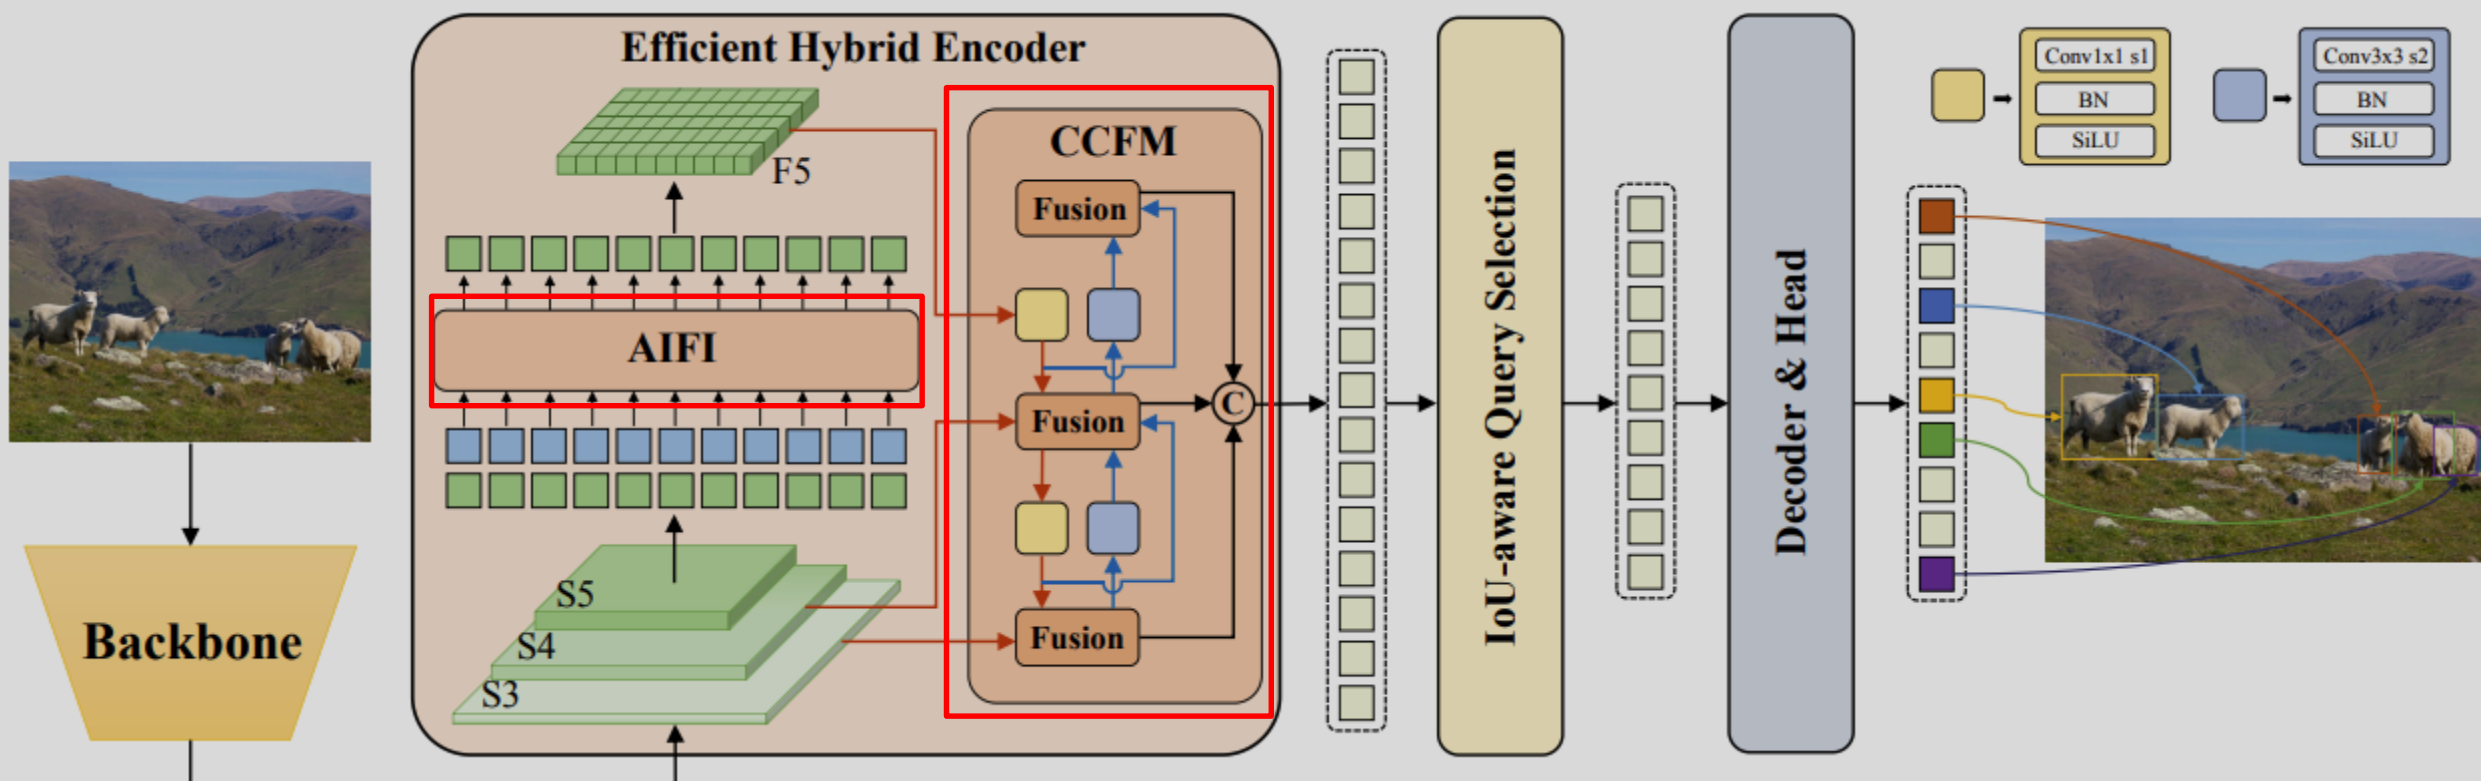 Efficient Hybrid Encoder
F5
AIFI
S5
S4
S3
Backbone
CCFM
Fusion
Fusion
C
Fusion
IoU-aware Query Selection
Decoder & Head
Conv1x1 s1
BN
SiLU
Conv3x3 s2
BN
SiLU